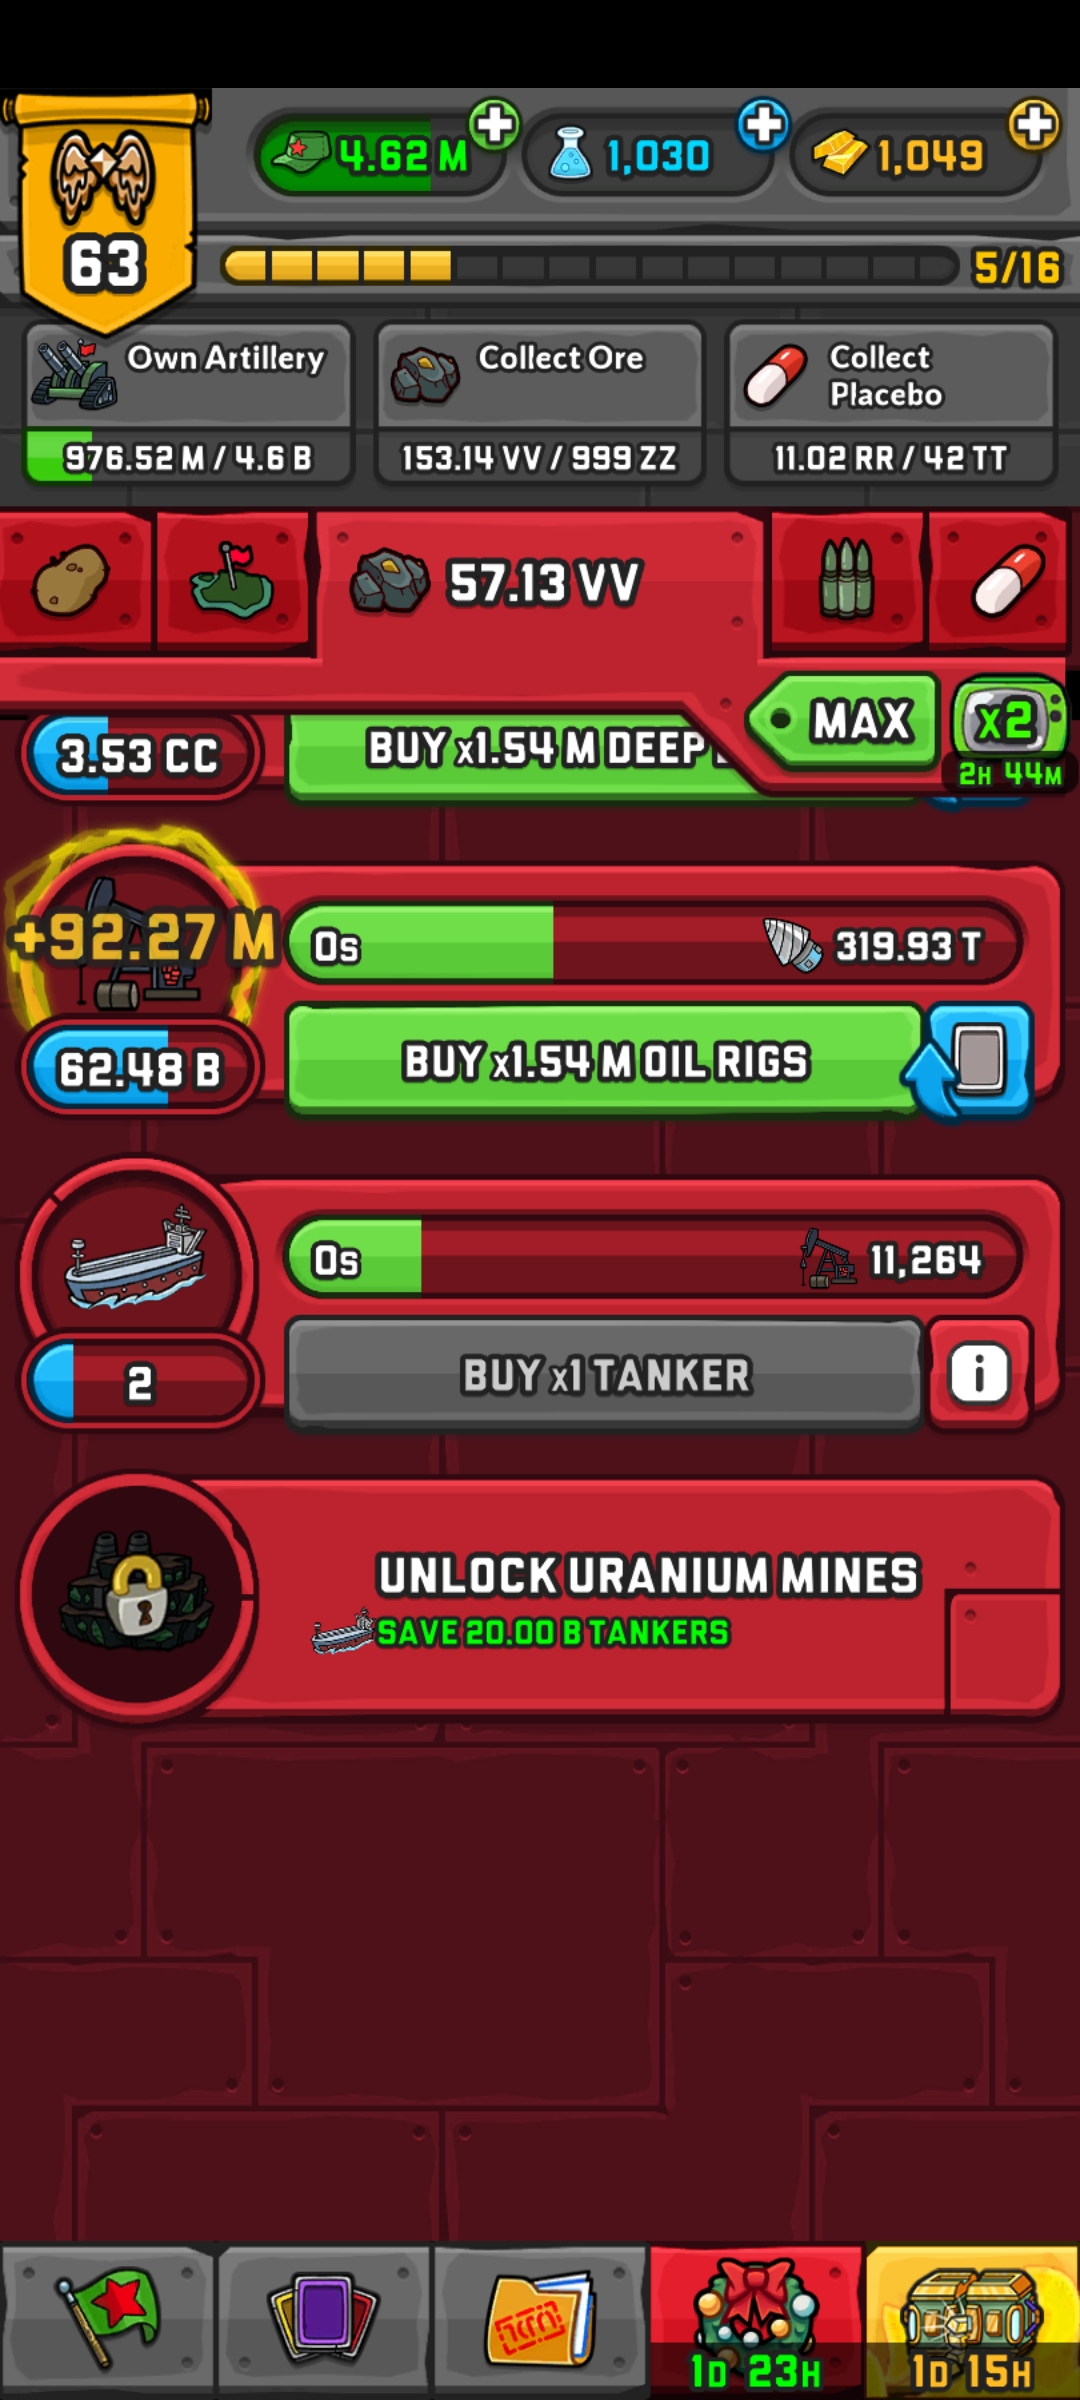 4.62 M
1,030
1,049
63
5/16
Own Artillery
976.52 M / 4.6 B
Collect Ore
153.14 VV / 999 ZZ
Collect
Placebo
11.02 RR / 42 TT
57.13 VV
MAX
x2
2H 44M
3.53 CC
BUY x1.54 M DEEP
+92.27 M
0s
319.93 T
62.48 B
BUY x1.54 M OIL RIGS
0s
11,264
2
BUY x1 TANKER
i
UNLOCK URANIUM MINES
SAVE 20.00 B TANKERS
1D 23H
1D 15H